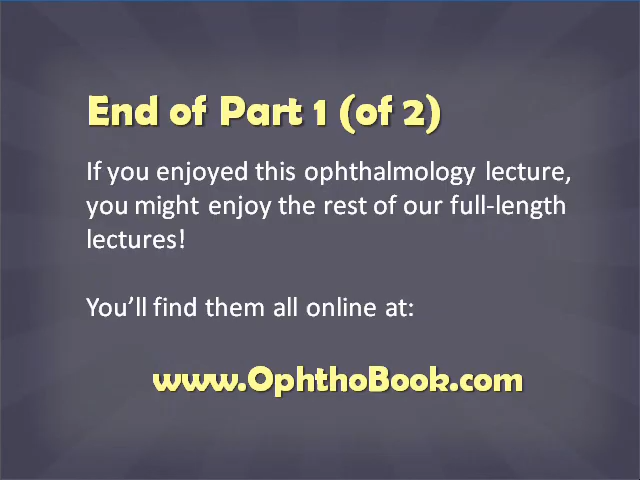 End of Part 1 (of 2)
If you enjoyed this ophthalmology lecture,
you might enjoy the rest of our full-length
lectures!
You’ll find them all online at:
www.OphthoBook.com